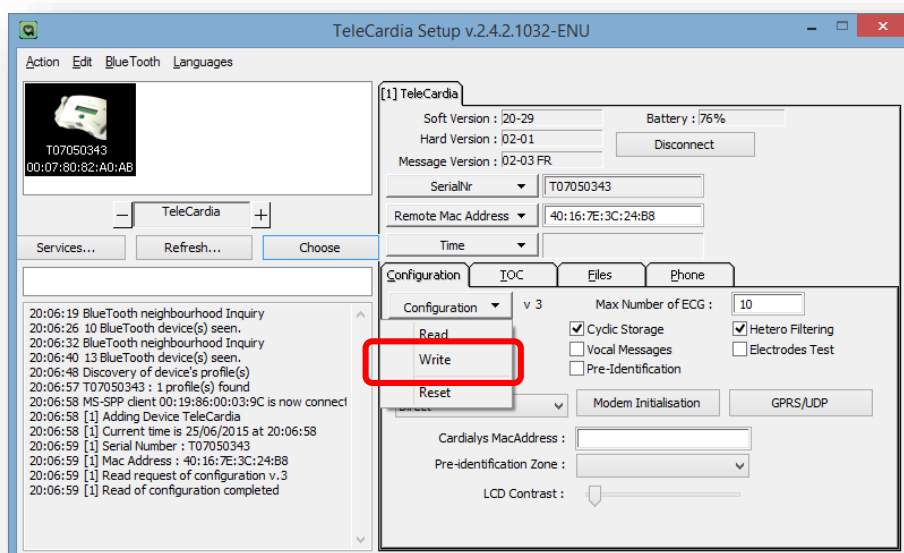 TeleCardia Setup v.2.4.2.1032-ENU
Action Edit BlueTooth Languages
T07050343
00:07:80:82:A0:AB
TeleCardia
Services... Refresh... Choose
20:06:19 BlueTooth neighbourhood Inquiry
20:06:26 10 BlueTooth device(s) seen.
20:06:32 BlueTooth neighbourhood Inquiry
20:06:40 13 BlueTooth device(s) seen.
20:06:48 Discovery of device's profile(s)
20:06:57 T07050343 : 1 profile(s) found
20:06:58 MS-SPP client 00:19:86:00:03:9C is now connect
20:06:58 [1] Adding Device TeleCardia
20:06:58 [1] Current time is 25/06/2015 at 20:06:58
20:06:59 [1] Serial Number : T07050343
20:06:59 [1] Mac Address : 40:16:7E:3C:24:B8
20:06:59 [1] Read request of configuration v.3
20:06:59 [1] Read of configuration completed
[1] TeleCardia
Soft Version : 20-29 Battery : 76%
Hard Version : 02-01 Disconnect
Message Version : 02-03 FR
SerialNr T07050343
Remote Mac Address 40:16:7E:3C:24:B8
Time
Configuration TOC Files Phone
Configuration v 3 Max Number of ECG : 10
Read Cyclic Storage Hetero Filtering
Write Vocal Messages Electrodes Test
Pre-Identification
Reset
Direct Modem Initialisation GPRS/UDP
Cardialys MacAddress :
Pre-identification Zone :
LCD Contrast :